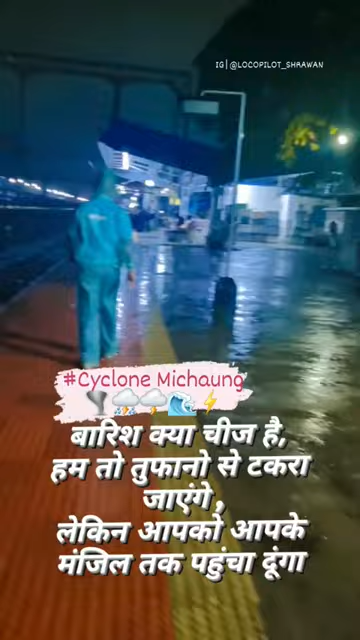 IG|@LOCOPILOT_SHRAWAN
#Cyclone Michaung
🌪️⛈️🌩️🌊⚡
बारिश क्या चीज है,
हम तो तुफानो से टकरा
जाएंगे,
लेकिन आपको आपके
मंजिल तक पहुंचा दूंगा